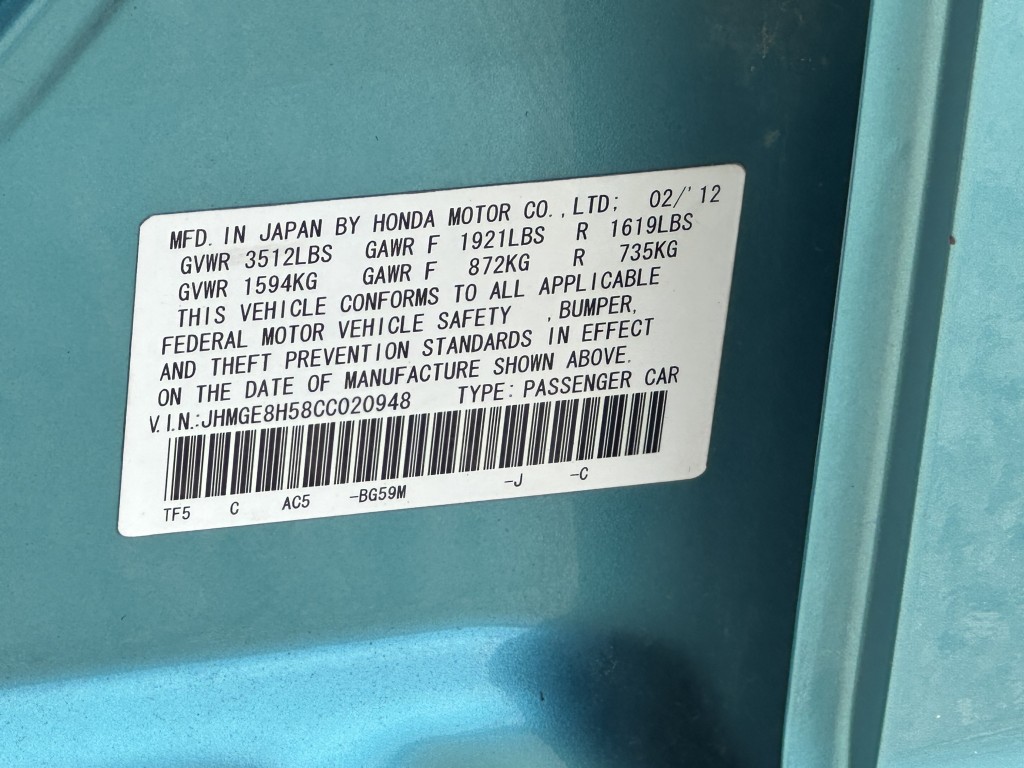 MFD. IN JAPAN BY HONDA MOTOR CO.,LTD; 02/'12
GVWR 3512LBS GAWR F 1921LBS R 1619LBS
GVWR 1594KG GAWR F 872KG R 735KG
THIS VEHICLE CONFORMS TO ALL APPLICABLE
FEDERAL MOTOR VEHICLE SAFETY ,BUMPER,
AND THEFT PREVENTION STANDARDS IN EFFECT
ON THE DATE OF MANUFACTURE SHOWN ABOVE.
V.I.N.:JHMGE8H58CC020948 TYPE: PASSENGER CAR
TF5 C AC5 -BG59M -J -C